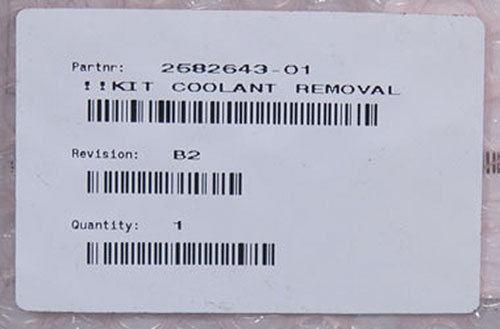 Partnr: 2582643-01
!!KIT COOLANT REMOVAL
Revision: B2
Quantity: 1